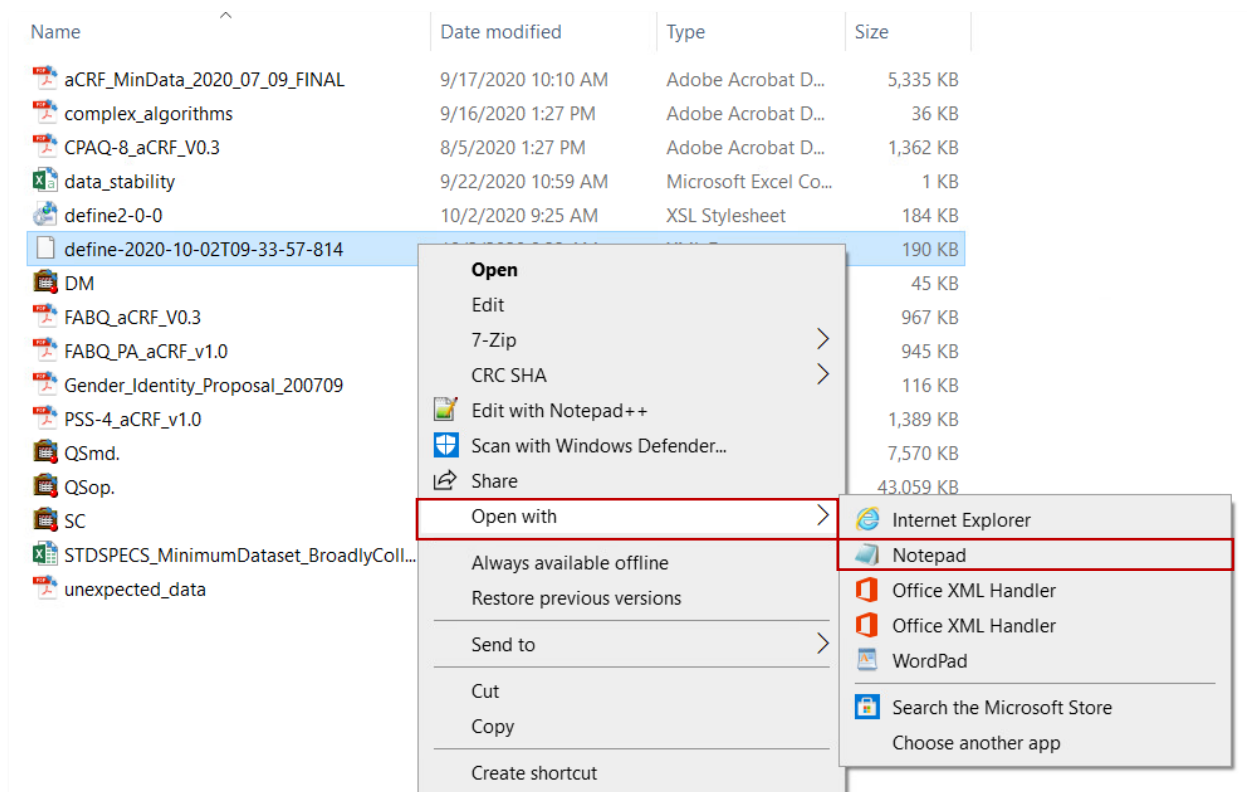 Name Date modified Type Size
aCRF_MinData_2020_07_09_FINAL 9/17/2020 10:10 AM Adobe Acrobat D... 5,335 KB
complex_algorithms 9/16/2020 1:27 PM Adobe Acrobat D... 36 KB
CPAQ-8_aCRF_V0.3 8/5/2020 1:27 PM Adobe Acrobat D... 1,362 KB
data_stability 9/22/2020 10:59 AM Microsoft Excel Co... 1 KB
define2-0-0 10/2/2020 9:25 AM XSL Stylesheet 184 KB
define-2020-10-02T09-33-57-814 190 KB
DM 45 KB
FABQ_aCRF_V0.3 967 KB
FABQ_PA_aCRF_v1.0 945 KB
Gender_Identity_Proposal_200709 116 KB
PSS-4_aCRF_v1.0 1,389 KB
QSmd. 7,570 KB
QSop. 43,059 KB
SC
STDSPECS_MinimumDataset_BroadlyColl...
unexpected_data
Open
Edit
7-Zip
CRC SHA
Edit with Notepad++
Scan with Windows Defender...
Share
Open with
Always available offline
Restore previous versions
Send to
Cut
Copy
Create shortcut
Internet Explorer
Notepad
Office XML Handler
Office XML Handler
WordPad
Search the Microsoft Store
Choose another app